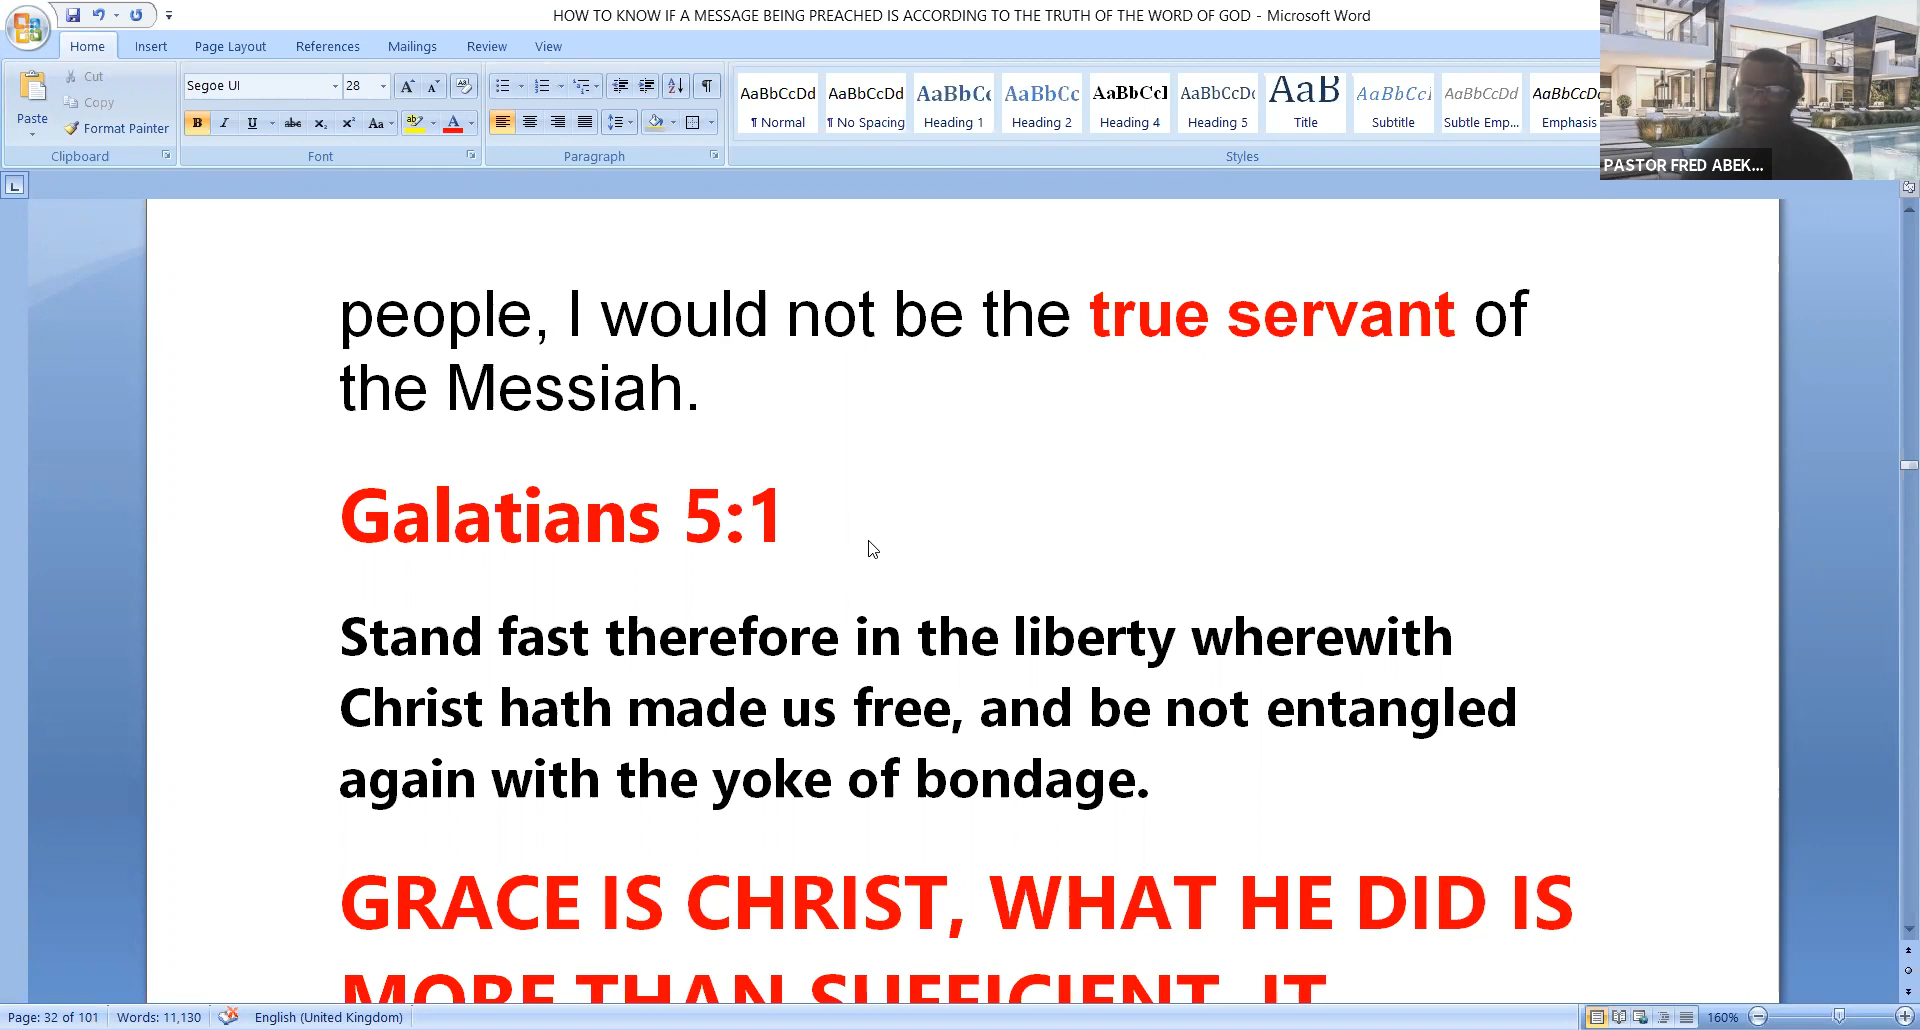 HOW TO KNOW IF A MESSAGE BEING PREACHED IS ACCORDING TO THE TRUTH OF THE WORD OF GOD - Microsoft Word
Home Insert Page Layout References Mailings Review View
Paste
Cut
Copy
Format Painter
Clipboard
Segoe UI 28
Font
Paragraph
AaBbCcDd AaBbCcDd AaBbCc AaBbCc AaBbCcI AaBbCcDc AaB AaBbCcI AaBbCcDd AaBbCcDc
¶ Normal ¶ No Spacing Heading 1 Heading 2 Heading 4 Heading 5 Title Subtitle Subtle Emp... Emphasis
Styles
PASTOR FRED ABEK...
people, I would not be the true servant of
the Messiah.
Galatians 5:1
Stand fast therefore in the liberty wherewith
Christ hath made us free, and be not entangled
again with the yoke of bondage.
GRACE IS CHRIST, WHAT HE DID IS
MORE THAN SUFFICIENT, IT
Page: 32 of 101 Words: 11,130 English (United Kingdom) 160%